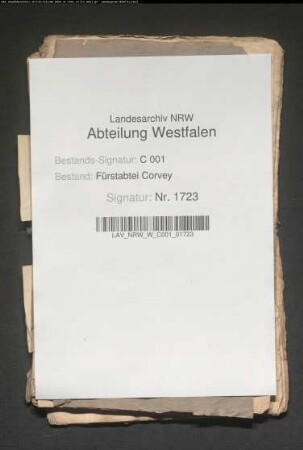 Landesarchiv NRW
Abteilung Westfalen
Bestands-Signatur: C 001
Bestand: Fürstabtei Corvey
Signatur: Nr. 1723
LAV_NRW_W_C001_01723